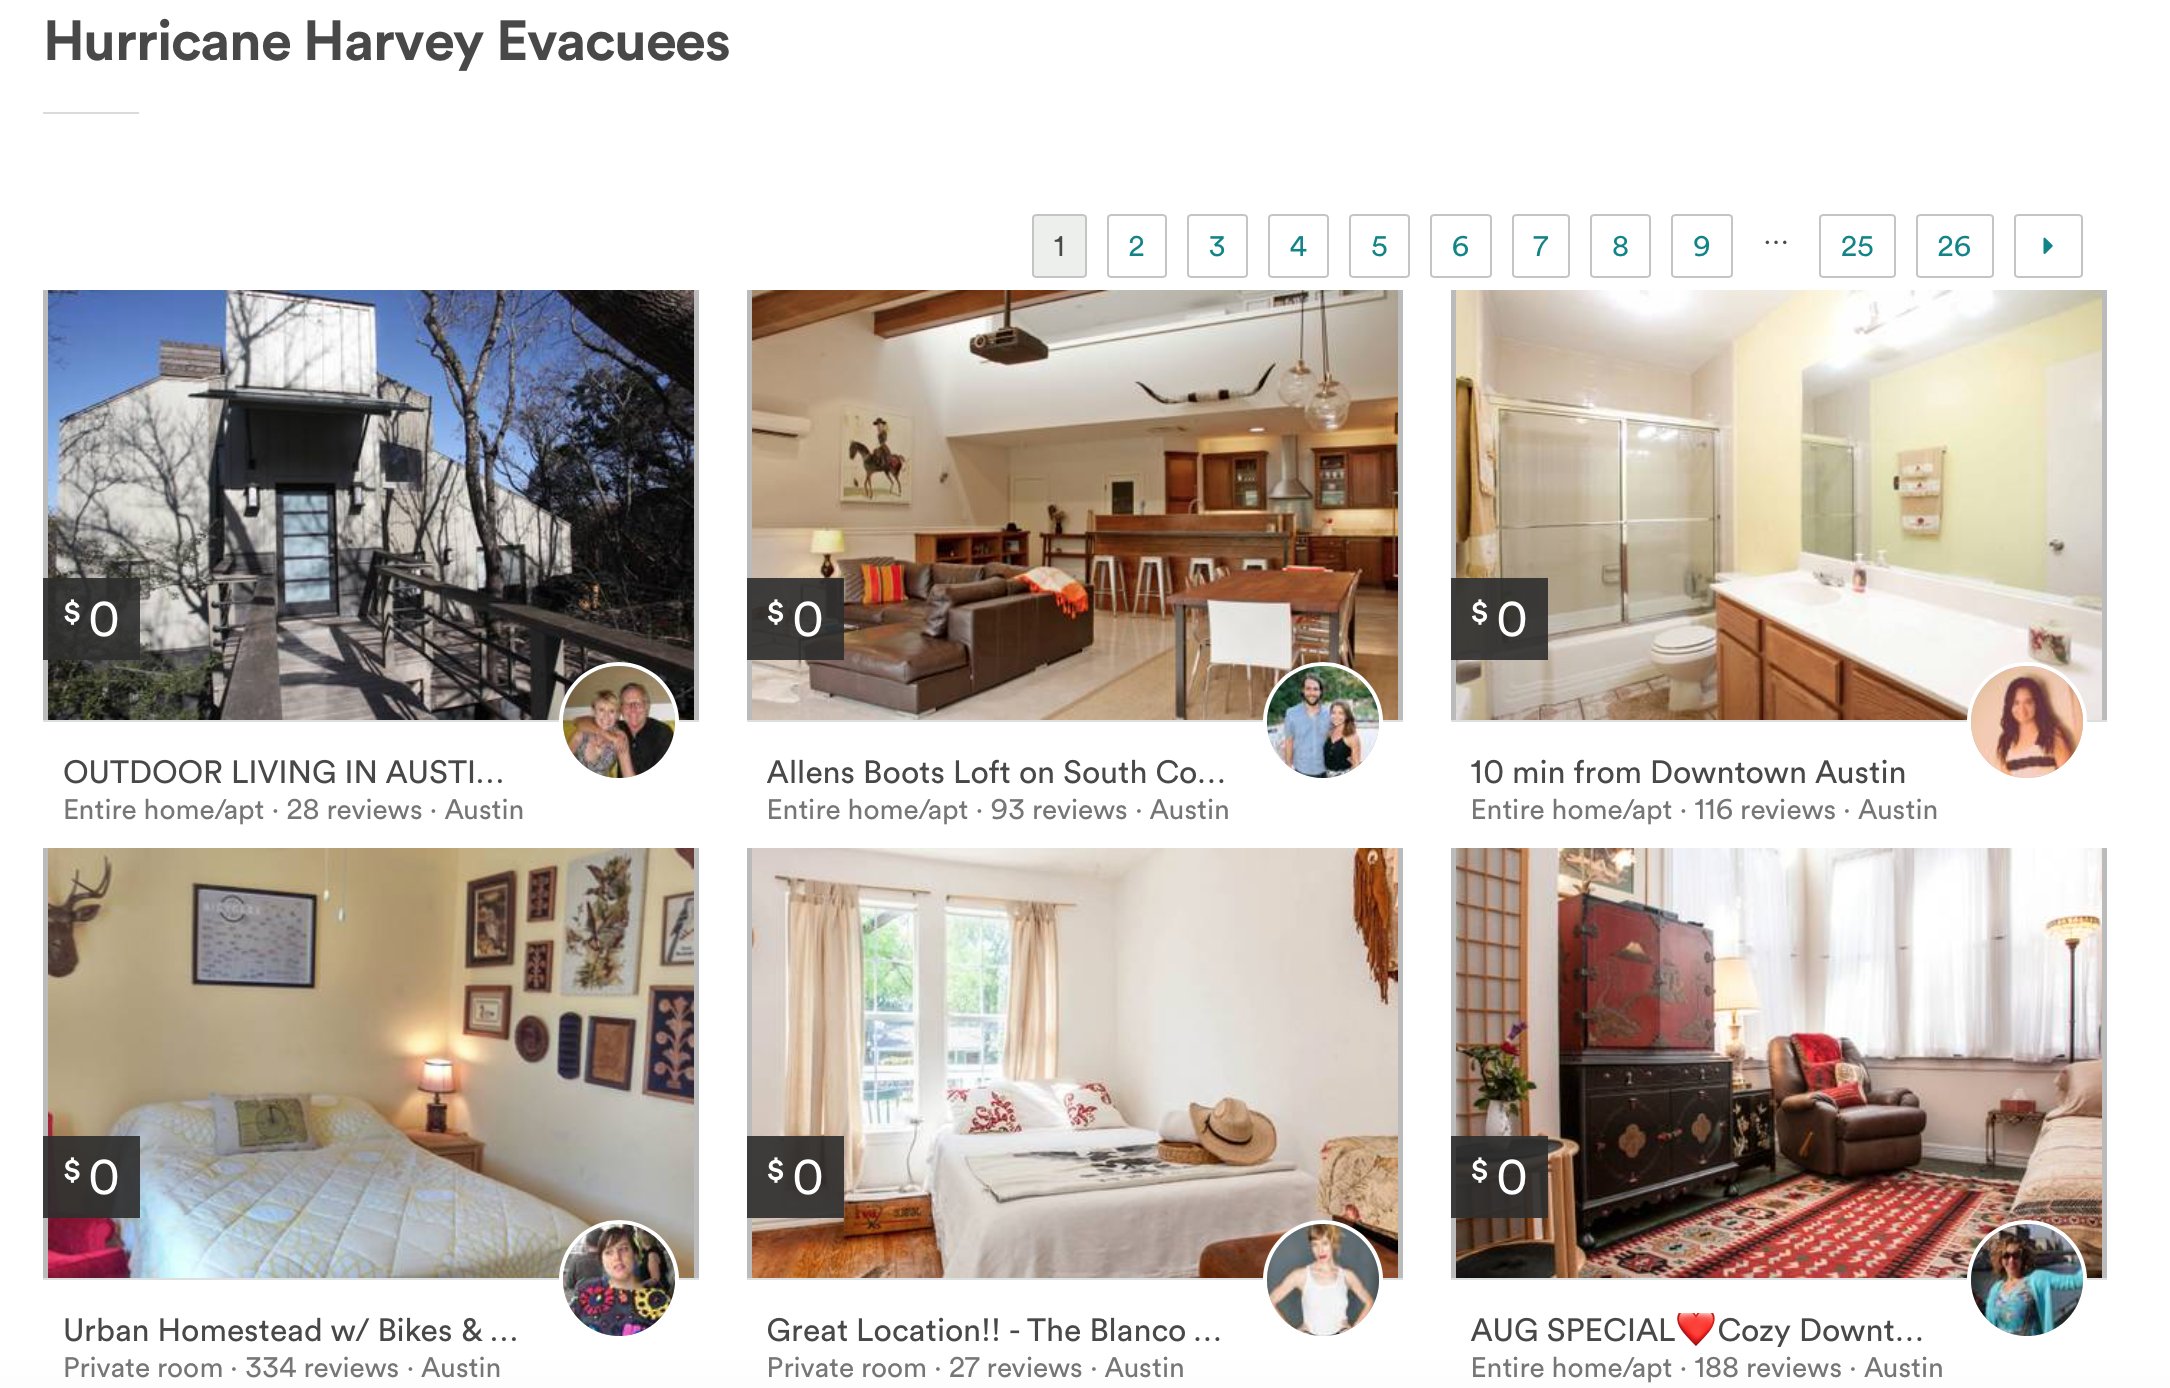 Hurricane Harvey Evacuees
1 2 3 4 5 6 7 8 9 ... 25 26
$0
$0
$0
OUTDOOR LIVING IN AUSTI...
Entire home/apt · 28 reviews · Austin
Allens Boots Loft on South Co...
Entire home/apt · 93 reviews · Austin
10 min from Downtown Austin
Entire home/apt · 116 reviews · Austin
$0
$0
$0
Urban Homestead w/ Bikes & ...
Private room · 334 reviews · Austin
Great Location!! - The Blanco ...
Private room · 27 reviews · Austin
AUG SPECIAL❤️Cozy Downt...
Entire home/apt · 188 reviews · Austin